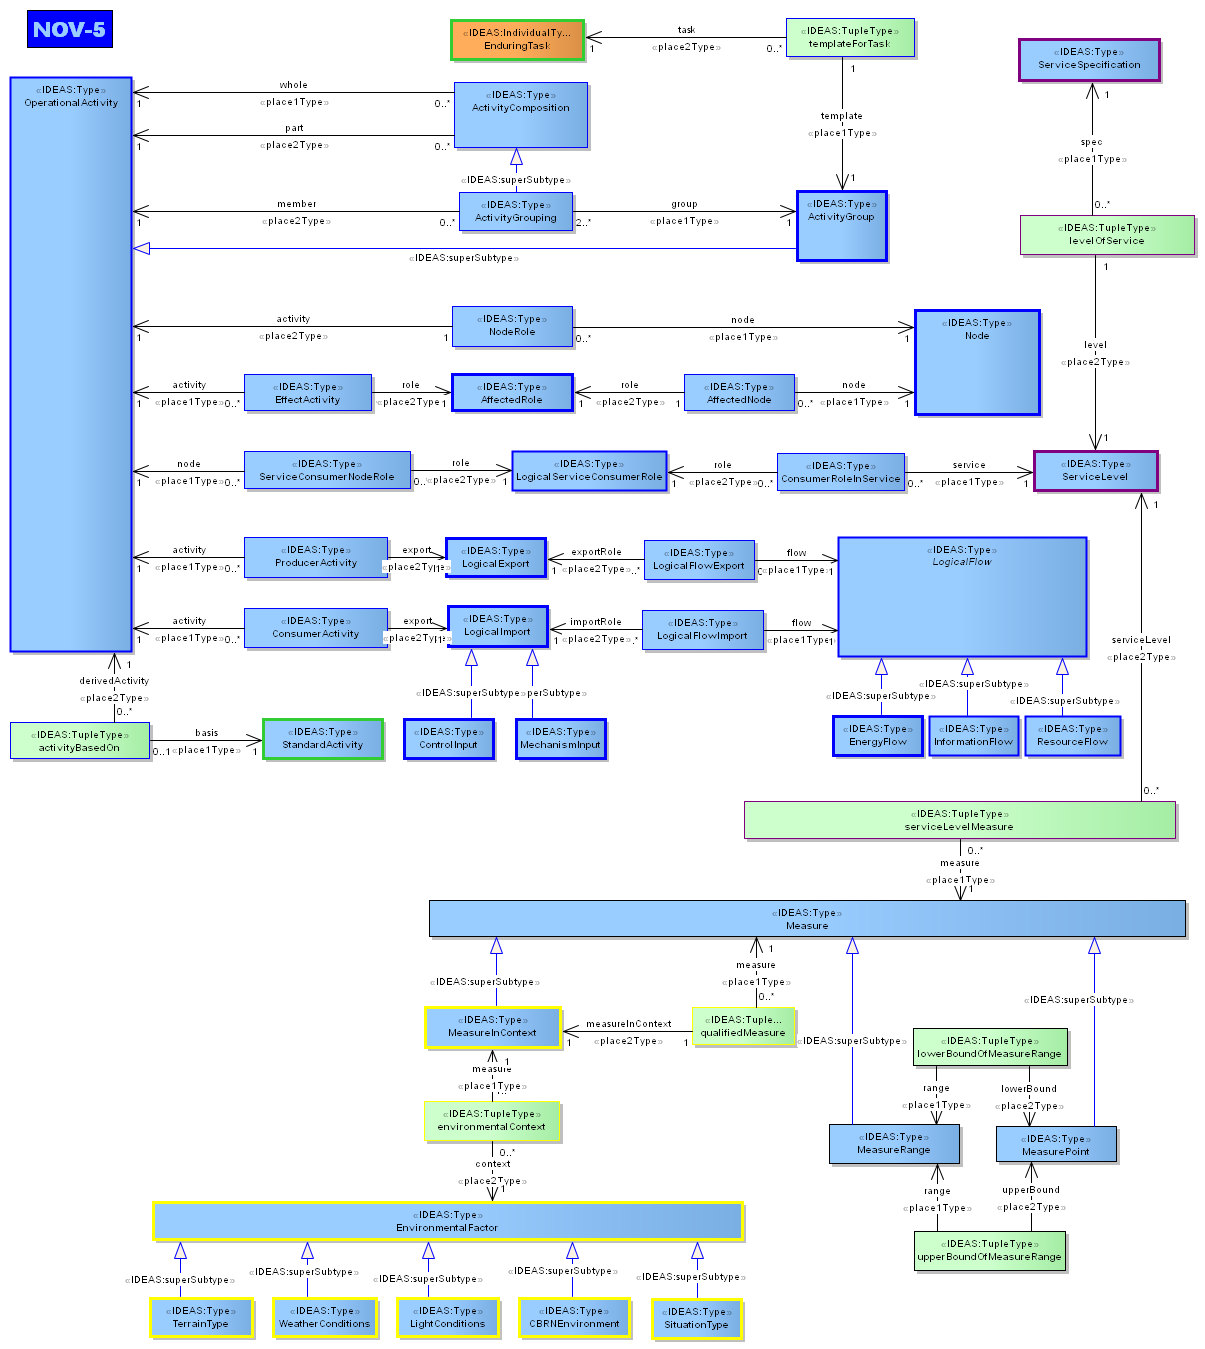 NOV-5
«IDEAS:IndividualTy...
EnduringTask
task
1
«place2Type»
0..*
«IDEAS:TupleType»
templateForTask
1
template
«place1Type»
1
«IDEAS:Type»
ServiceSpecification
1
spec
«place1Type»
0..*
«IDEAS:TupleType»
levelOfService
1
level
«place2Type»
1
«IDEAS:Type»
OperationalActivity
whole
1
«place1Type»
0..*
part
1
«place2Type»
0..*
«IDEAS:Type»
ActivityComposition
«IDEAS:superSubtype»
member
1
«place2Type»
0..*
«IDEAS:Type»
ActivityGrouping
group
2..*
«place1Type»
1
«IDEAS:Type»
ActivityGroup
«IDEAS:superSubtype»
activity
1
«place2Type»
1
«IDEAS:Type»
NodeRole
node
0..*
«place1Type»
1
«IDEAS:Type»
Node
activity
1
«place1Type»
0..*
«IDEAS:Type»
EffectActivity
role
«place2Type
1
«IDEAS:Type»
AffectedRole
role
1
«place2Type»
1
«IDEAS:Type»
AffectedNode
node
0..*
«place1Type»
1
node
1
«place1Type»
0..*
«IDEAS:Type»
ServiceConsumerNodeRole
role
0..
«place2Type»
1
«IDEAS:Type»
LogicalServiceConsumerRole
role
1
«place2Type»
0..*
«IDEAS:Type»
ConsumerRoleInService
service
0..*
«place1Type»
1
«IDEAS:Type»
ServiceLevel
1
activity
1
«place1Type»
0..*
«IDEAS:Type»
ProducerActivity
export
«place2Type»
«IDEAS:Type»
LogicalExport
exportRole
1
«place2Type»
..*
«IDEAS:Type»
LogicalFlowExport
flow
«place1Type»
1
«IDEAS:Type»
LogicalFlow
activity
1
«place1Type»
0..*
«IDEAS:Type»
ConsumerActivity
export
«place2Type»
«IDEAS:Type»
LogicalImport
importRole
1
«place2Type»
.*
«IDEAS:Type»
LogicalFlowImport
flow
«place1Type»
1
serviceLevel
«place2Type»
0..*
1
derivedActivity
«place2Type»
0..*
«IDEAS:TupleType»
activityBasedOn
basis
0..1
«place1Type»
1
«IDEAS:Type»
StandardActivity
«IDEAS:superSubtype»
perSubtype»
«IDEAS:Type»
ControlInput
«IDEAS:Type»
MechanismInput
«IDEAS:superSubtype»
«IDEAS:superSubtype»
«IDEAS:superSubtype»
«IDEAS:Type»
EnergyFlow
«IDEAS:Type»
InformationFlow
«IDEAS:Type»
ResourceFlow
«IDEAS:TupleType»
serviceLevelMeasure
0..*
measure
«place1Type»
1
«IDEAS:Type»
Measure
«IDEAS:superSubtype»
1
measure
«place1Type»
0..*
«IDEAS:superSubtype»
«IDEAS:superSubtype»
«IDEAS:Type»
MeasureInContext
measureInContext
1
«place2Type»
1
«IDEAS:Tuple...
qualifiedMeasure
1
measure
«place1Type»
«IDEAS:TupleType»
environmentalContext
0..*
context
«place2Type»
1
«IDEAS:TupleType»
lowerBoundOfMeasureRange
range
«place1Type»
lowerBound
«place2Type»
«IDEAS:Type»
MeasureRange
«IDEAS:Type»
MeasurePoint
range
«place1Type»
upperBound
«place2Type»
«IDEAS:TupleType»
upperBoundOfMeasureRange
«IDEAS:Type»
EnvironmentalFactor
«IDEAS:superSubtype»
«IDEAS:superSubtype»
«IDEAS:superSubtype»
«IDEAS:superSubtype»
«IDEAS:superSubtype»
«IDEAS:Type»
TerrainType
«IDEAS:Type»
WeatherConditions
«IDEAS:Type»
LightConditions
«IDEAS:Type»
CBRNEnvironment
«IDEAS:Type»
SituationType